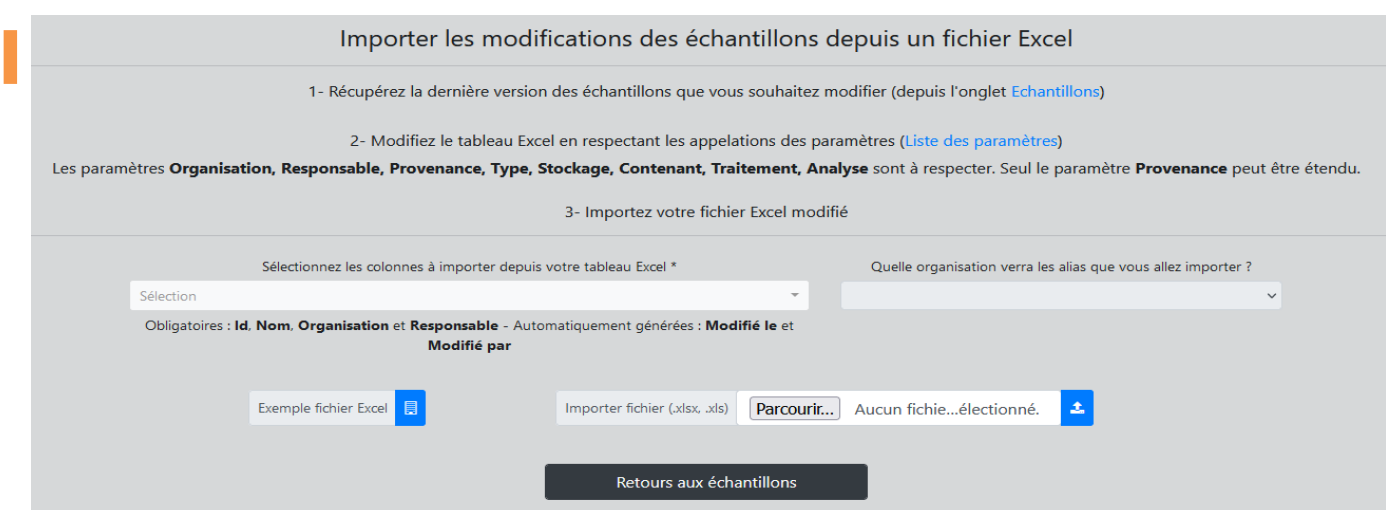 Importer les modifications des échantillons depuis un fichier Excel
1- Récupérez la dernière version des échantillons que vous souhaitez modifier (depuis l'onglet Echantillons)
2- Modifiez le tableau Excel en respectant les appelations des paramètres (Liste des paramètres)
Les paramètres Organisation, Responsable, Provenance, Type, Stockage, Contenant, Traitement, Analyse sont à respecter. Seul le paramètre Provenance peut être étendu.
3- Importez votre fichier Excel modifié
Sélectionnez les colonnes à importer depuis votre tableau Excel *
Quelle organisation verra les alias que vous allez importer ?
Sélection
Obligatoires : Id, Nom, Organisation et Responsable - Automatiquement générées : Modifié le et
Modifié par
Exemple fichier Excel
Importer fichier (.xlsx, .xls) Parcourir... Aucun fichie...électionné.
Retours aux échantillons